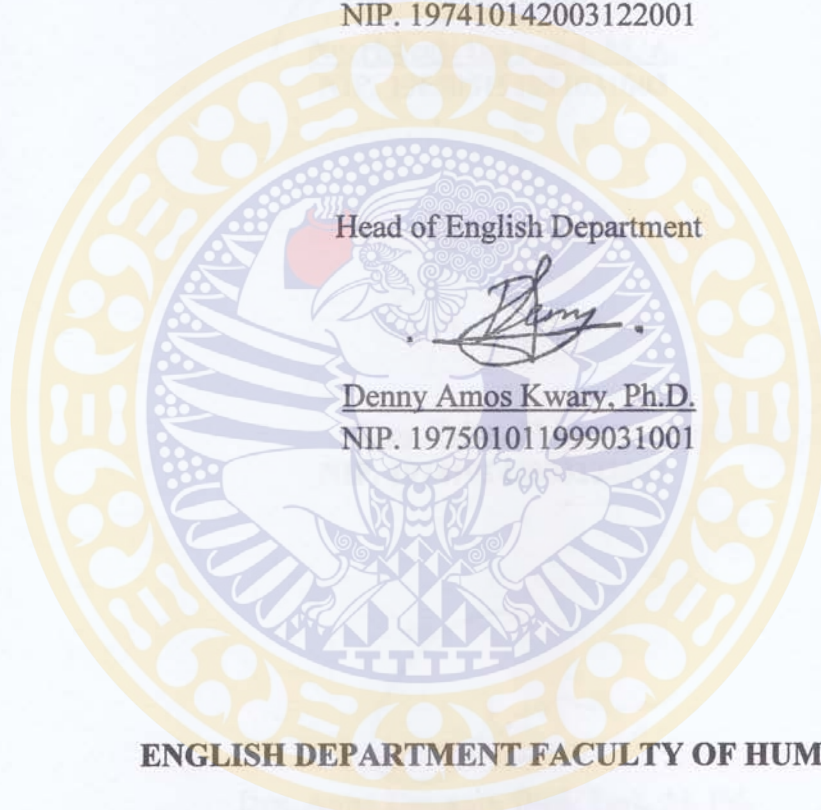 NIP. 197410142003122001
Head of English Department
Denny Amos Kwary, Ph.D.
NIP. 197501011999031001
ENGLISH DEPARTMENT FACULTY OF HUM